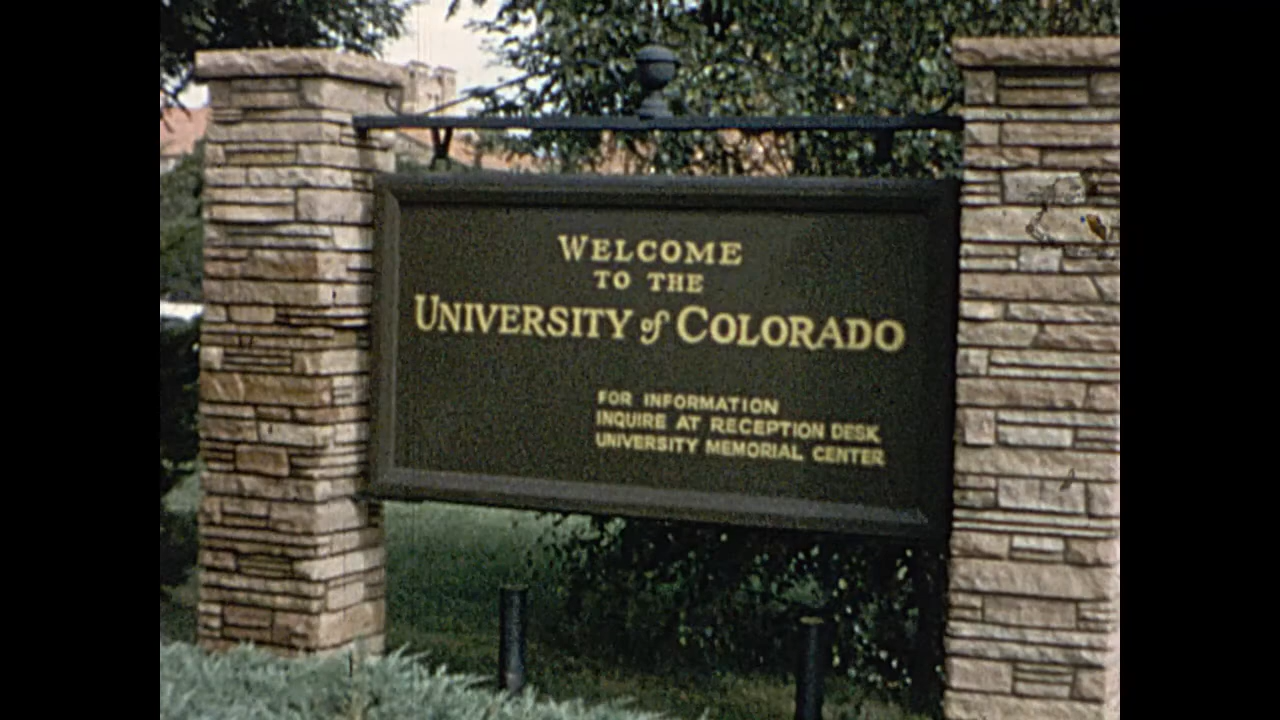 WELCOME
TO THE
UNIVERSITY of COLORADO
FOR INFORMATION
INQUIRE AT RECEPTION DESK
UNIVERSITY MEMORIAL CENTER